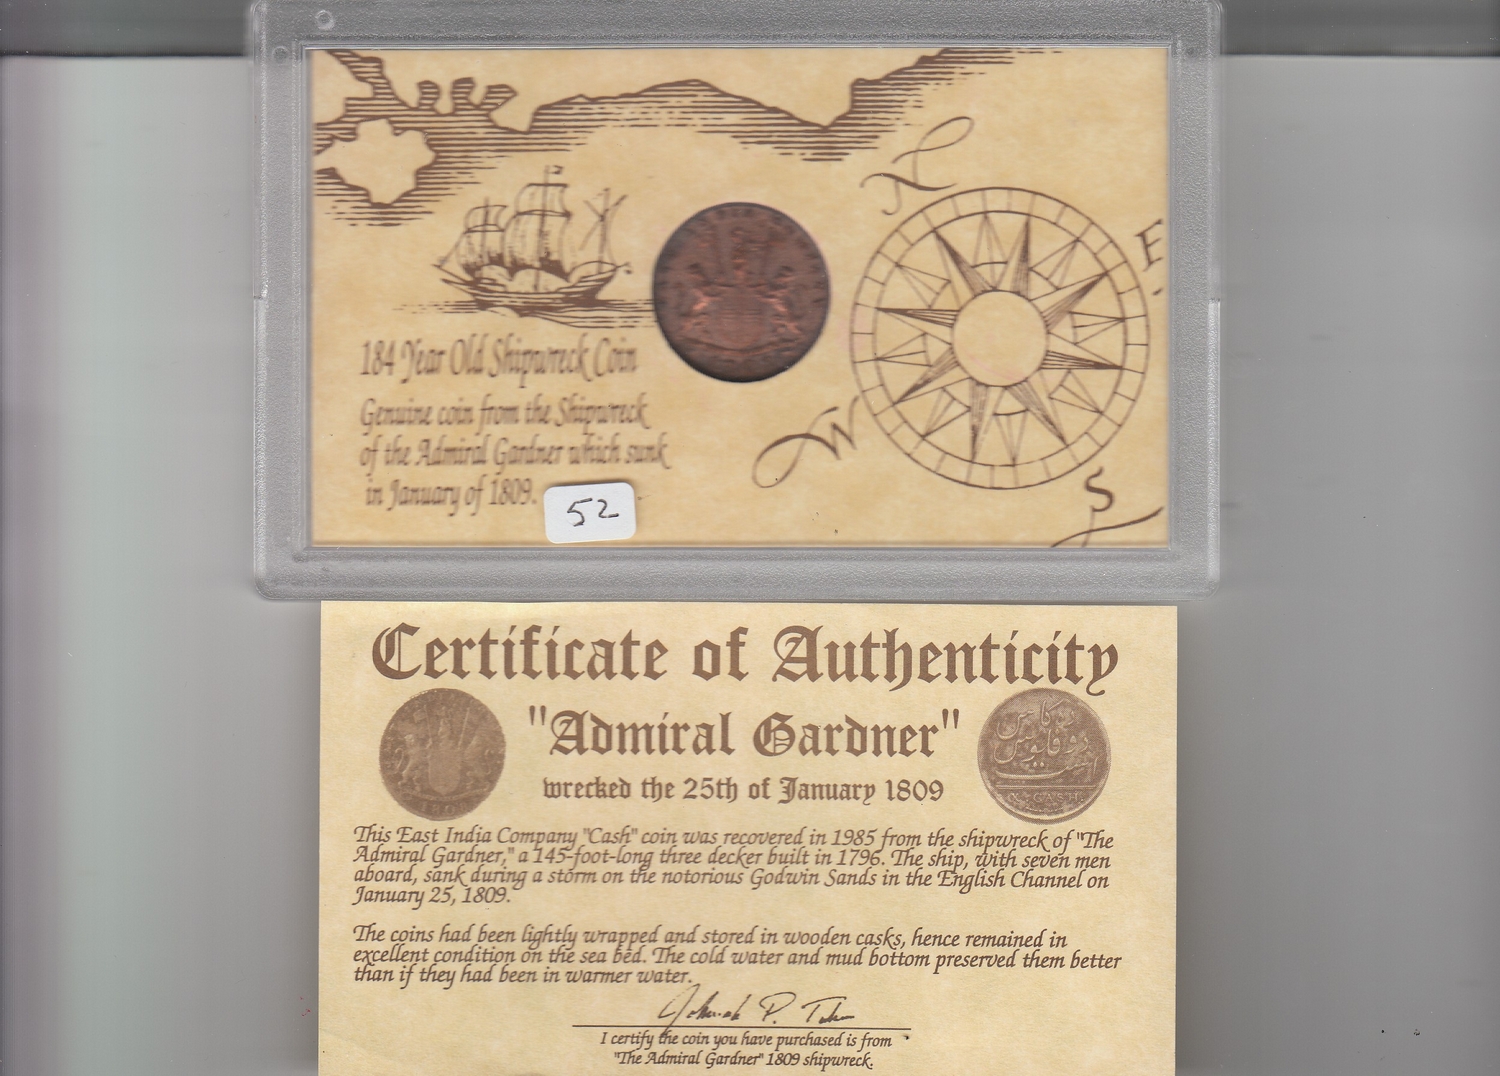 N
E
184 Year Old Shipwreck Coin
Genuine coin from the Shipwreck
of the Admiral Gardner which sunk
in January of 1809.
W
S
52
Certificate of Authenticity
"Admiral Gardner"
wrecked the 25th of January 1809
This East India Company "Cash" coin was recovered in 1985 from the shipwreck of "The
Admiral Gardner," a 145-foot-long three decker built in 1796. The ship, with seven men
aboard, sank during a storm on the notorious Godwin Sands in the English Channel on
January 25, 1809.
The coins had been lightly wrapped and stored in wooden casks, hence remained in
excellent condition on the sea bed. The cold water and mud bottom preserved them better
than if they had been in warmer water.
I certify the coin you have purchased is from
"The Admiral Gardner" 1809 shipwreck.